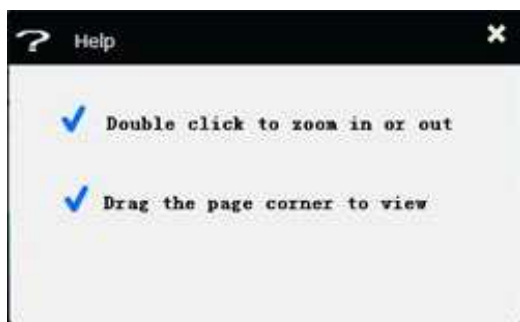 Help
Double click to zoom in or out
Drag the page corner to view